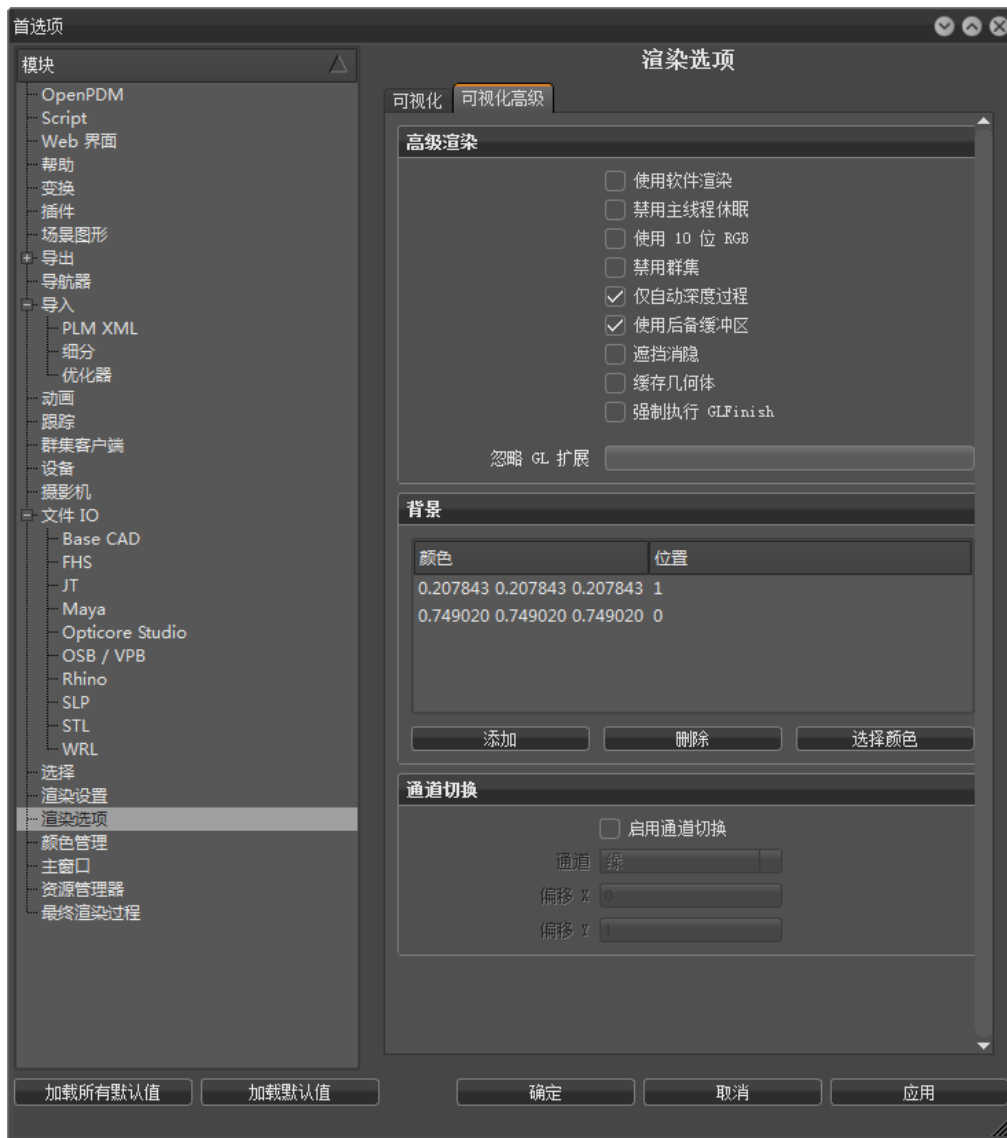 首选项
模块
OpenPDM
Script
Web 界面
帮助
变换
插件
场景图形
导出
导航器
导入
PLM XML
细分
优化器
动画
跟踪
群集客户端
设备
摄影机
文件 IO
Base CAD
FHS
JT
Maya
Opticore Studio
OSB / VPB
Rhino
SLP
STL
WRL
选择
渲染设置
渲染选项
颜色管理
主窗口
资源管理器
最终渲染过程
渲染选项
可视化 可视化高级
高级渲染
使用软件渲染
禁用主线程休眠
使用 10 位 RGB
禁用群集
仅自动深度过程
使用后备缓冲区
遮挡消隐
缓存几何体
强制执行 GLFinish
忽略 GL 扩展
背景
颜色 位置
0.207843 0.207843 0.207843 1
0.749020 0.749020 0.749020 0
添加 删除 选择颜色
通道切换
启用通道切换
通道 绿
偏移 X 0
偏移 Y 1
加载所有默认值 加载默认值 确定 取消 应用